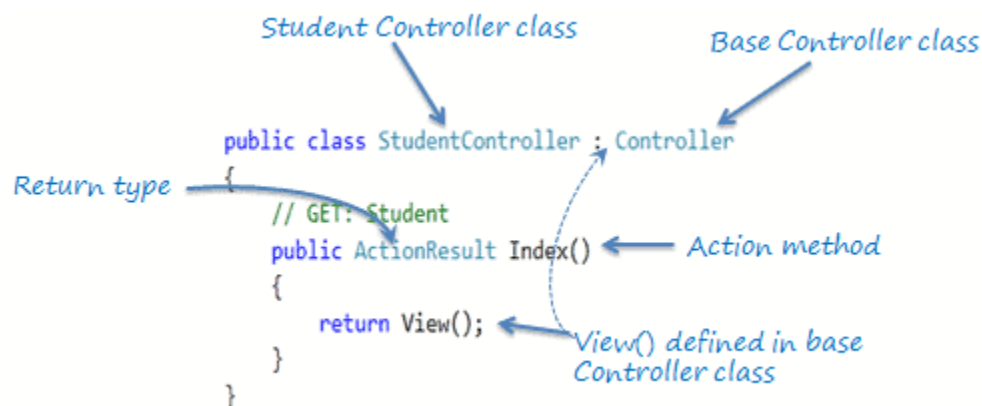 Student Controller class
Base Controller class
public class StudentController : Controller
{
Return type
// GET: Student
public ActionResult Index()
Action method
{
return View();
View() defined in base
Controller class
}
}